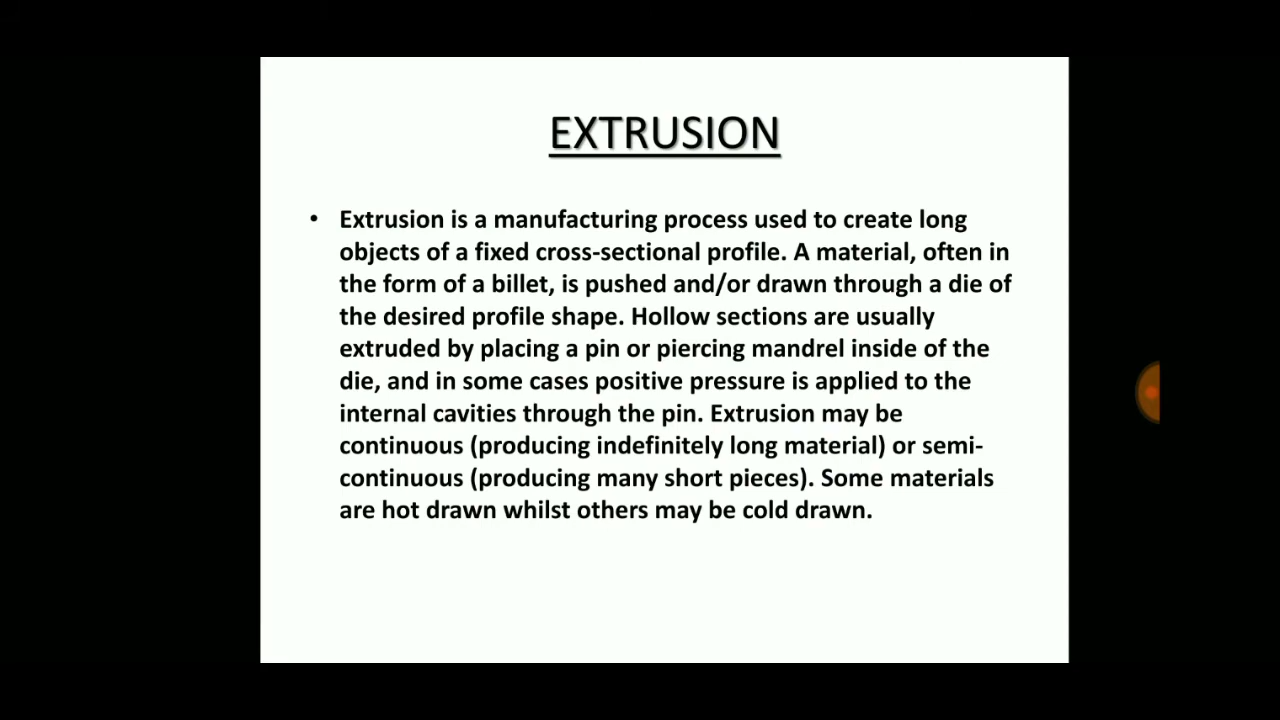 EXTRUSION
• Extrusion is a manufacturing process used to create long
objects of a fixed cross-sectional profile. A material, often in
the form of a billet, is pushed and/or drawn through a die of
the desired profile shape. Hollow sections are usually
extruded by placing a pin or piercing mandrel inside of the
die, and in some cases positive pressure is applied to the
internal cavities through the pin. Extrusion may be
continuous (producing indefinitely long material) or semi-
continuous (producing many short pieces). Some materials
are hot drawn whilst others may be cold drawn.